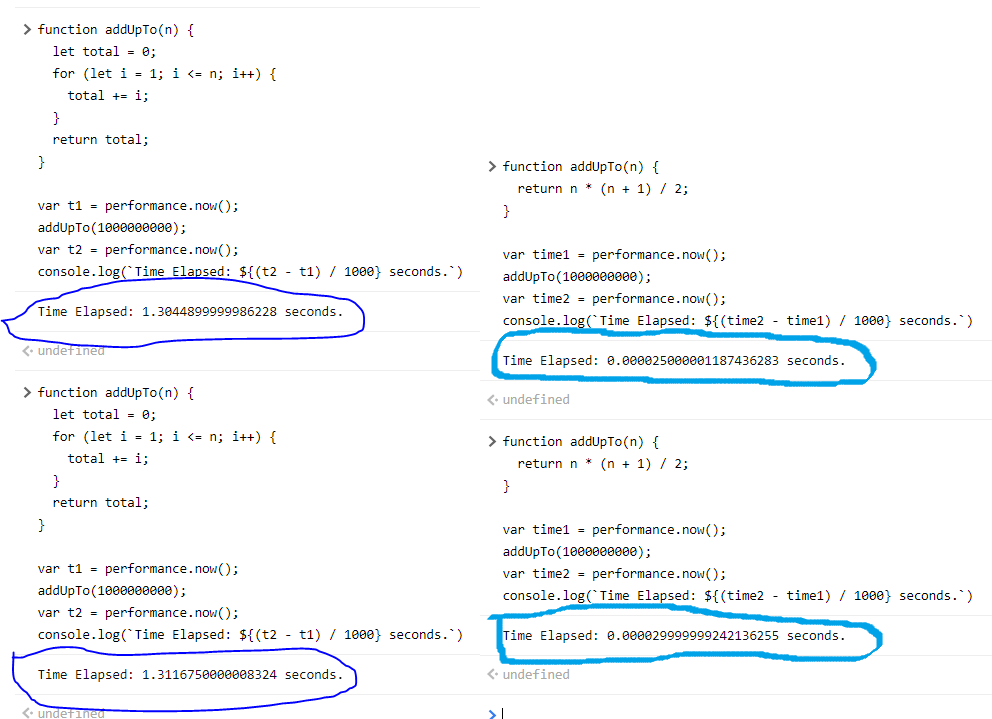 function addUpTo(n) {
let total = 0;
for (let i = 1; i <= n; i++) {
total += i;
}
return total;
}
var t1 = performance.now();
addUpTo(1000000000);
var t2 = performance.now();
console.log(`Time Elapsed: ${(t2 - t1) / 1000} seconds.`)
Time Elapsed: 1.3044899999986228 seconds.
undefined
function addUpTo(n) {
let total = 0;
for (let i = 1; i <= n; i++) {
total += i;
}
return total;
}
var t1 = performance.now();
addUpTo(1000000000);
var t2 = performance.now();
console.log(`Time Elapsed: ${(t2 - t1) / 1000} seconds.`)
Time Elapsed: 1.3116750000008324 seconds.
undefined
function addUpTo(n) {
return n * (n + 1) / 2;
}
var time1 = performance.now();
addUpTo(1000000000);
var time2 = performance.now();
console.log(`Time Elapsed: ${(time2 - time1) / 1000} seconds.`)
Time Elapsed: 0.000025000001187436283 seconds.
undefined
function addUpTo(n) {
return n * (n + 1) / 2;
}
var time1 = performance.now();
addUpTo(1000000000);
var time2 = performance.now();
console.log(`Time Elapsed: ${(time2 - time1) / 1000} seconds.`)
Time Elapsed: 0.000029999999242136255 seconds.
undefined